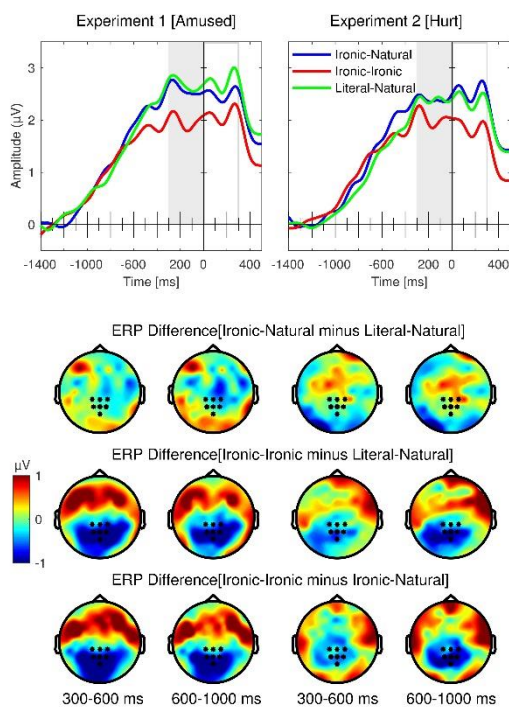 Experiment 1 [Amused] Experiment 2 [Hurt]
Ironic-Natural
Ironic-Ironic
Literal-Natural
3
2
1
0
Amplitude (µV)
-1400 -1000 -600 -200 0 400 -1400 -1000 -600 -200 0 400
Time [ms] Time [ms]
ERP Difference[Ironic-Natural minus Literal-Natural]
ERP Difference[Ironic-Ironic minus Literal-Natural]
µV
1
0
-1
ERP Difference[Ironic-Ironic minus Ironic-Natural]
300-600 ms 600-1000 ms 300-600 ms 600-1000 ms